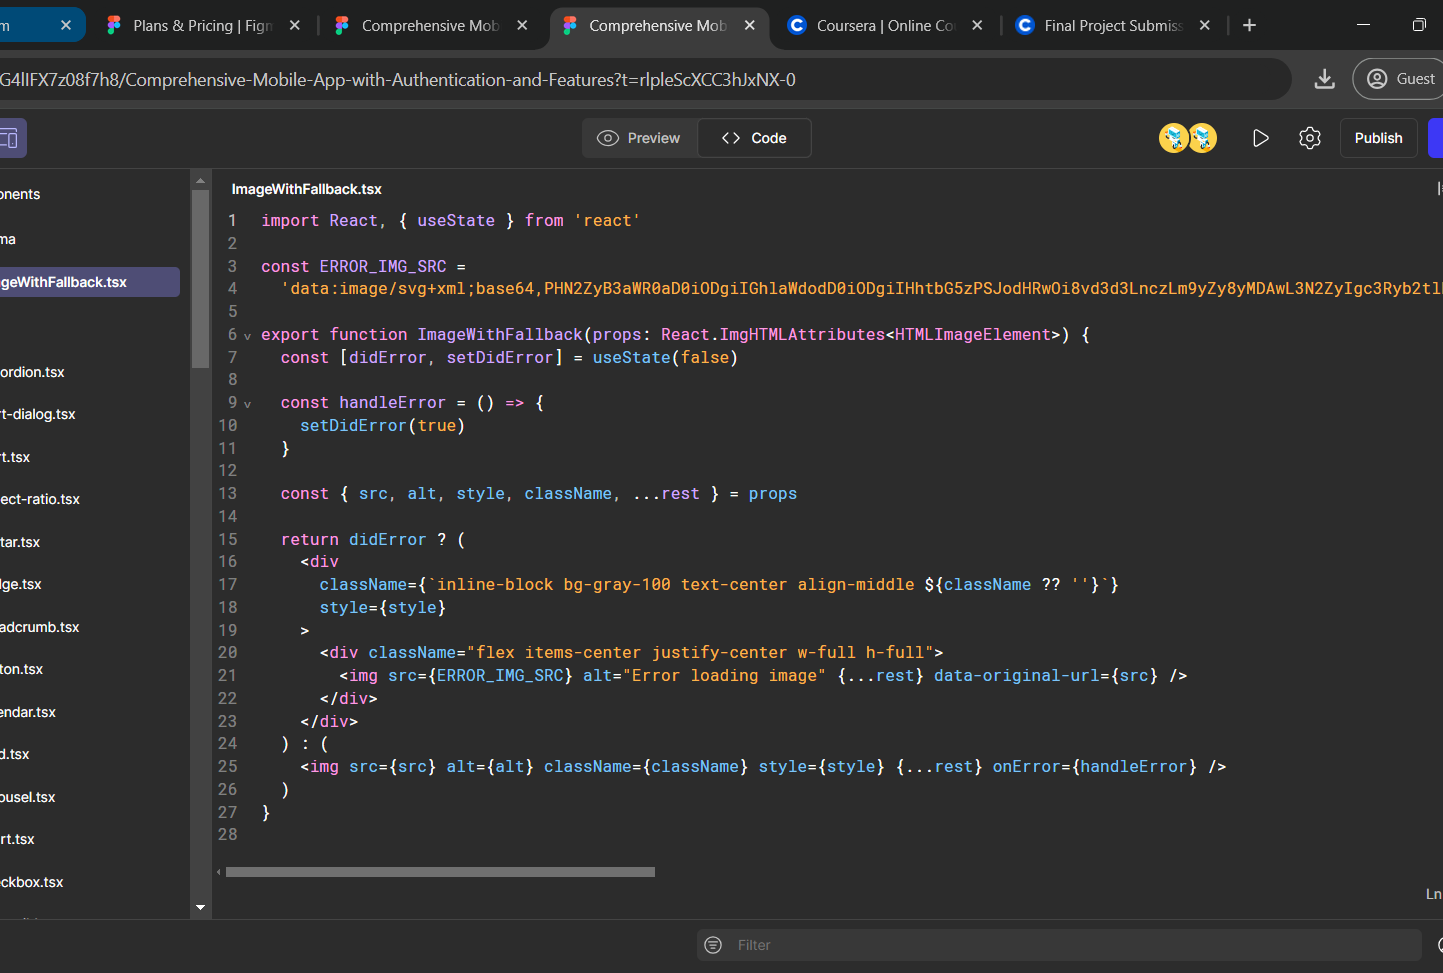 m
Plans & Pricing | Figm
Comprehensive Mob
Comprehensive Mob
Coursera | Online Co
Final Project Submiss
G4lIFX7z08f7h8/Comprehensive-Mobile-App-with-Authentication-and-Features?t=rlpleScXCC3hJxNX-0
Guest
Preview
Code
Publish
onents
ma
geWithFallback.tsx
ordion.tsx
t-dialog.tsx
t.tsx
ect-ratio.tsx
tar.tsx
lge.tsx
adcrumb.tsx
ton.tsx
endar.tsx
d.tsx
ousel.tsx
rt.tsx
ckbox.tsx
ImageWithFallback.tsx
1 import React, { useState } from 'react'
2
3 const ERROR_IMG_SRC =
4 'data:image/svg+xml;base64,PHN2ZyB3aWR0aD0iODgiIGhlaWdodD0iODgiIHhtbG5zPSJodHRwOi8vd3d3LnczLm9yZy8yMDAwL3N2ZyIgc3Ryb2tl
5
6 export function ImageWithFallback(props: React.ImgHTMLAttributes<HTMLImageElement>) {
7 const [didError, setDidError] = useState(false)
8
9 const handleError = () => {
10 setDidError(true)
11 }
12
13 const { src, alt, style, className, ...rest } = props
14
15 return didError ? (
16 <div
17 className={`inline-block bg-gray-100 text-center align-middle ${className ?? ''}`}
18 style={style}
19 >
20 <div className="flex items-center justify-center w-full h-full">
21 <img src={ERROR_IMG_SRC} alt="Error loading image" {...rest} data-original-url={src} />
22 </div>
23 </div>
24 ) : (
25 <img src={src} alt={alt} className={className} style={style} {...rest} onError={handleError} />
26 )
27 }
28
Ln
Filter